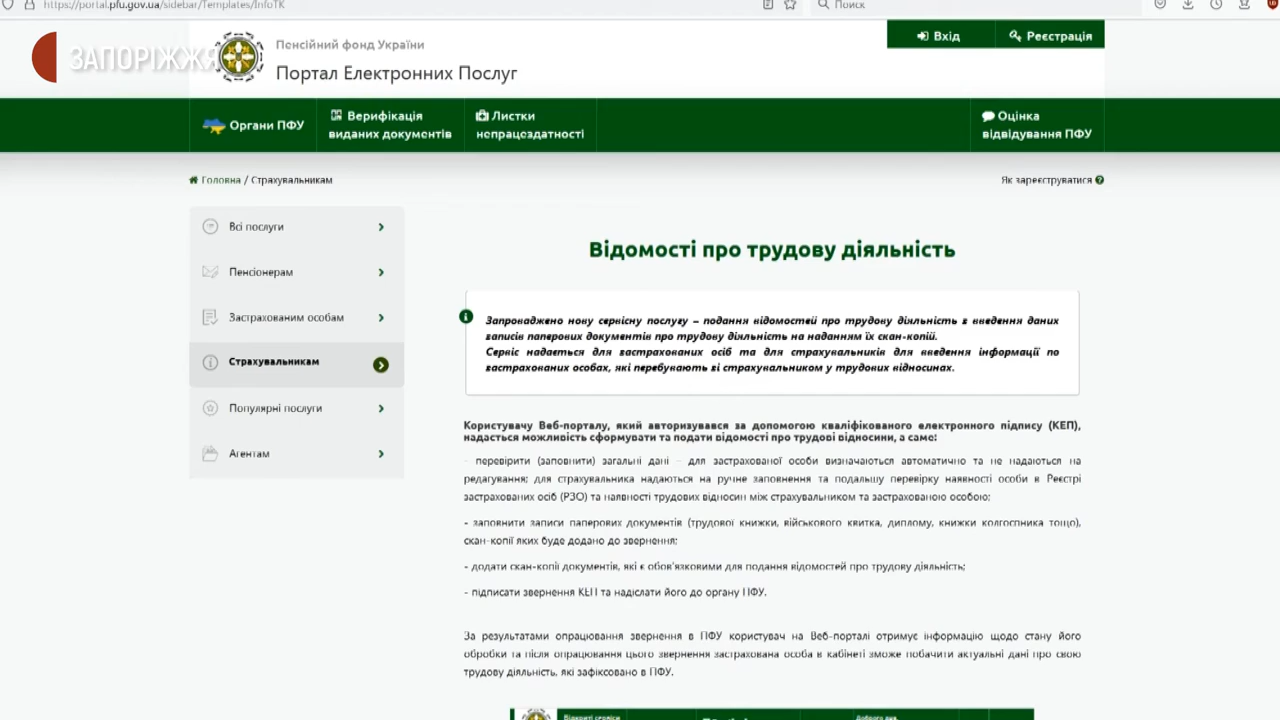 https://portal.pfu.gov.ua/sidebar/Templates/InfoTK
Поиск
ЗАПОРІЖЖЯ
Пенсійний фонд України
Портал Електронних Послуг
Вхід
Реєстрація
Органи ПФУ
Верифікація
виданих документів
Листки
непрацездатності
Оцінка
відвідування ПФУ
Головна / Страхувальникам
Як зареєструватися
Всі послуги
Пенсіонерам
Застрахованим особам
Страхувальникам
Популярні послуги
Агентам
Відомості про трудову діяльність
Запроваджено нову сервісну послугу – подання відомостей про трудову діяльність з введення даних
записів паперових документів про трудову діяльність на наданням їх скан-копій.
Сервіс надається для застрахованих осіб та для страхувальників для введення інформації по
застрахованих особах, які перебувають зі страхувальником у трудових відносинах.
Користувачу Веб-порталу, який авторизувався за допомогою кваліфікованого електронного підпису (КЕП),
надається можливість сформувати та подати відомості про трудові відносини, а саме:
– перевірити (заповнити) загальні дані – для застрахованої особи визначаються автоматично та не надаються на
редагування; для страхувальника надаються на ручне заповнення та подальшу перевірку наявності особи в Реєстрі
застрахованих осіб (РЗО) та наявності трудових відносин між страхувальником та застрахованою особою;
- заповнити записи паперових документів (трудової книжки, військового квитка, диплому, книжки колгоспника тощо),
скан-копії яких буде додано до звернення;
- додати скан-копії документів, які є обов'язковими для подання відомостей про трудову діяльність;
- підписати звернення КЕП та надіслати його до органу ПФУ.
За результатами опрацювання звернення в ПФУ користувач на Веб-порталі отримує інформацію щодо стану його
обробки та після опрацювання цього звернення застрахована особа в кабінеті зможе побачити актуальні дані про свою
трудову діяльність, які зафіксовано в ПФУ.
Відкриті сервіси
Доброго дня,